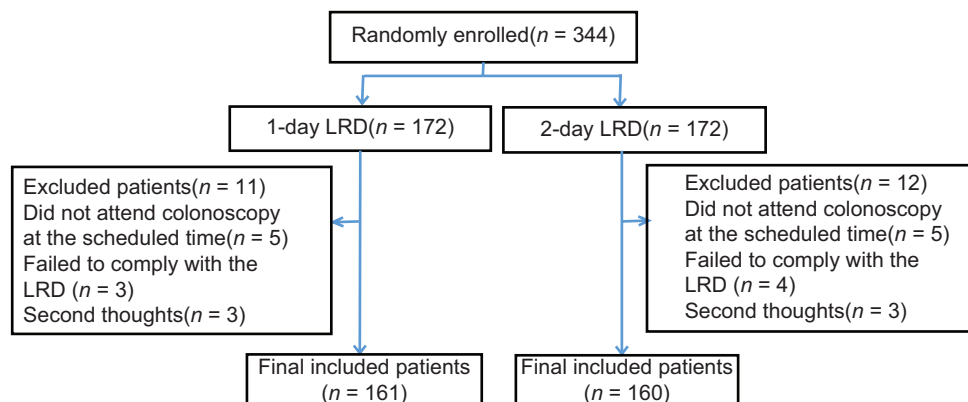 Randomly enrolled(n = 344)
1-day LRD(n = 172)
2-day LRD(n = 172)
Excluded patients(n = 11)
Did not attend colonoscopy
at the scheduled time(n = 5)
Failed to comply with the
LRD (n = 3)
Second thoughts(n = 3)
Excluded patients(n = 12)
Did not attend colonoscopy
at the scheduled time(n = 5)
Failed to comply with the
LRD (n = 4)
Second thoughts(n = 3)
Final included patients
(n = 161)
Final included patients
(n = 160)